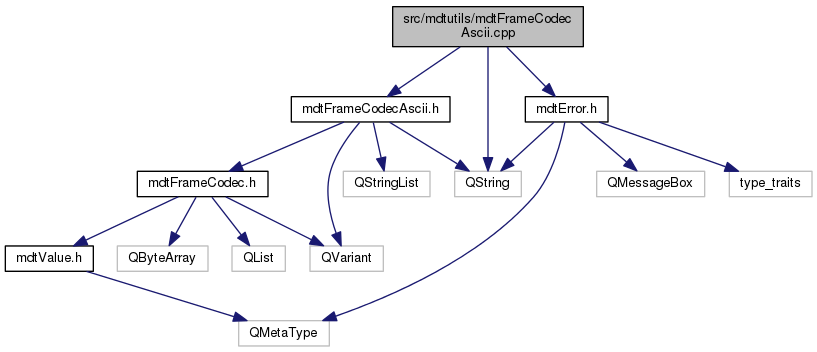 src/mdtutils/mdtFrameCodec
Ascii.cpp
mdtFrameCodecAscii.h
mdtError.h
mdtFrameCodec.h
QStringList
QString
QMessageBox
type_traits
mdtValue.h
QByteArray
QList
QVariant
QMetaType